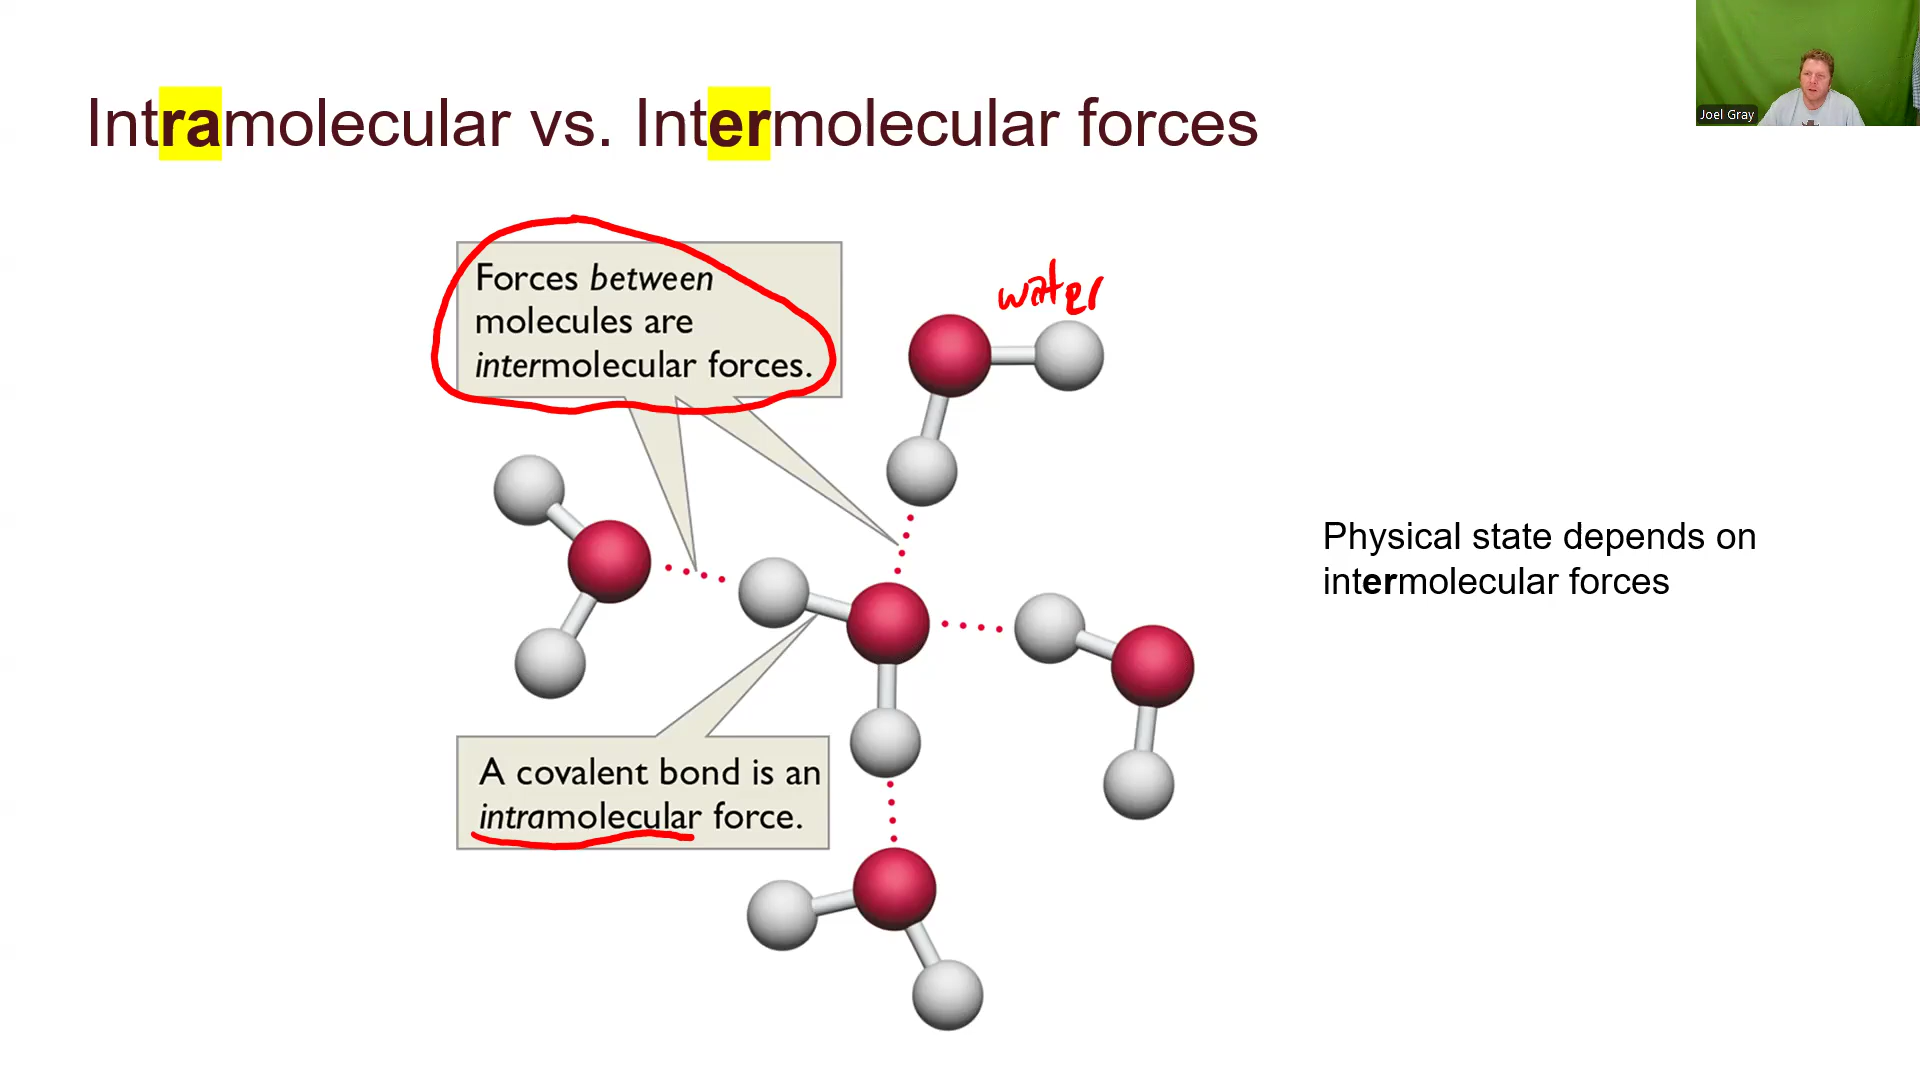 Intramolecular vs. Intermolecular forces
Joel Gray
Forces between
molecules are
intermolecular forces.
water
Physical state depends on
intermolecular forces
A covalent bond is an
intramolecular force.